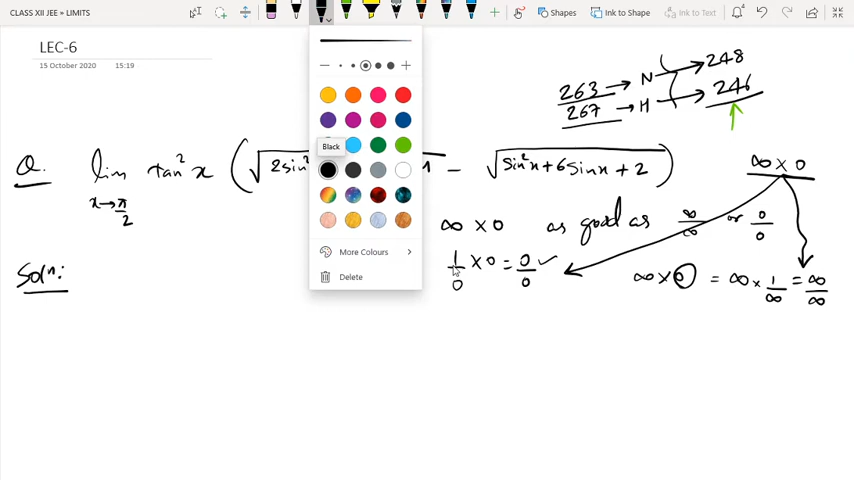 CLASS XII JEE » LIMITS
Shapes
Ink to Shape
Ink to Text
LEC-6
15 October 2020 15:19
263 → N → 248
267 → H → 246
Black
Q. lim x→π/2 tan²x ( √2sin² − √sin²x+6sinx+2 )
∞ × 0
∞ × 0 as good as ∞/∞ or 0/0
Soln:
1/0 × 0 = 0/0 ✓
∞ × 0 = ∞ × 1/∞ = ∞/∞
More Colours
Delete